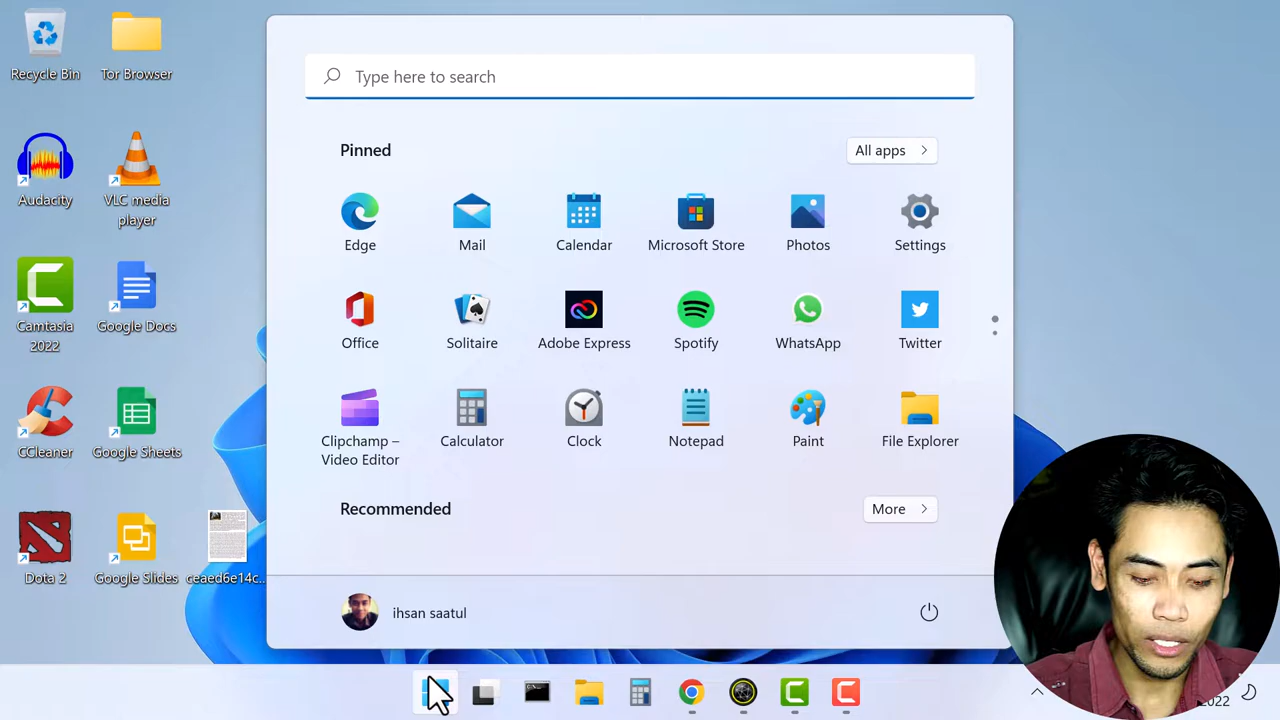 Recycle Bin
Tor Browser
Audacity
VLC media
player
Camtasia
2022
Google Docs
CCleaner
Google Sheets
Dota 2
Google Slides
ceaed6e14c...
Type here to search
Pinned
All apps
Edge
Mail
Calendar
Microsoft Store
Photos
Settings
Office
Solitaire
Adobe Express
Spotify
WhatsApp
Twitter
Clipchamp –
Video Editor
Calculator
Clock
Notepad
Paint
File Explorer
Recommended
More
ihsan saatul
2022